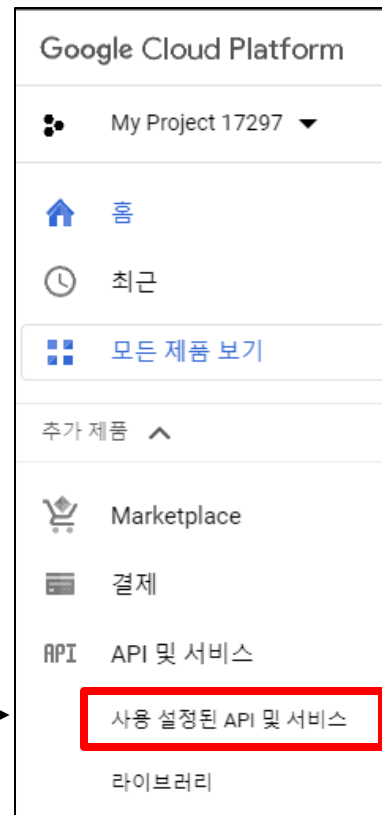 Google Cloud Platform
My Project 17297
홈
최근
모든 제품 보기
추가 제품
Marketplace
결제
API API 및 서비스
사용 설정된 API 및 서비스
라이브러리